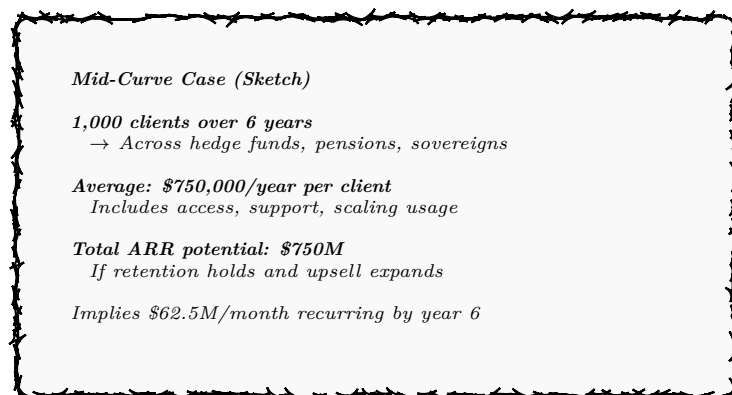 Mid-Curve Case (Sketch)
1,000 clients over 6 years
→ Across hedge funds, pensions, sovereigns
Average: $750,000/year per client
Includes access, support, scaling usage
Total ARR potential: $750M
If retention holds and upsell expands
Implies $62.5M/month recurring by year 6